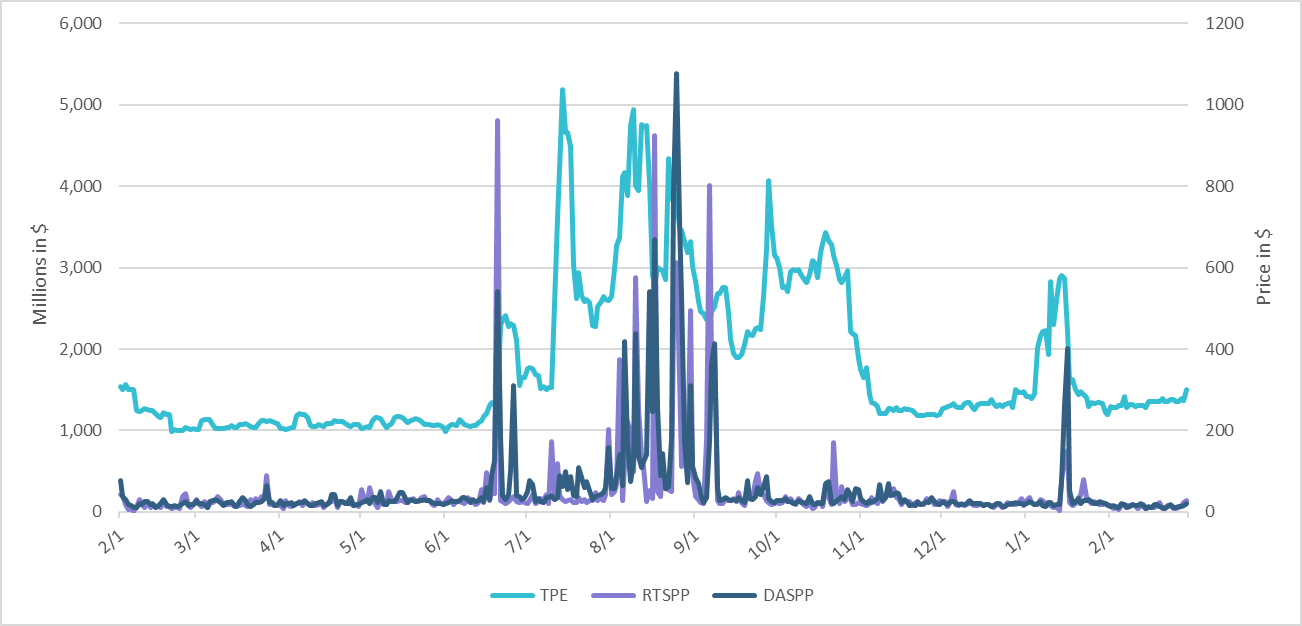 6,000 1200
5,000 1000
4,000 800
3,000 600
2,000 400
1,000 200
0 0
Millions in $
Price in $
2/1 3/1 4/1 5/1 6/1 7/1 8/1 9/1 10/1 11/1 12/1 1/1 2/1
TPE RTSPP DASPP